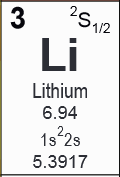 3 ²S₁/₂
Li
Lithium
6.94
1s²2s
5.3917